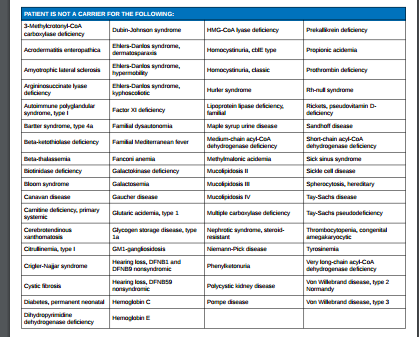 PATIENT IS NOT A CARRIER FOR THE FOLLOWING:
3-Methylcrotonyl-CoA
carboxylase deficiency
Dubin-Johnson syndrome
HMG-CoA lyase deficiency
Prekallikrein deficiency
Acrodermatitis enteropathica
Ehlers-Danlos syndrome,
dermatosparaxis
Homocystinuria, cblE type
Propionic acidemia
Amyotrophic lateral sclerosis
Ehlers-Danlos syndrome,
hypermobility
Homocystinuria, classic
Prothrombin deficiency
Argininosuccinate lyase
deficiency
Ehlers-Danlos syndrome,
kyphoscoliotic
Hurler syndrome
Rh-null syndrome
Autoimmune polyglandular
syndrome, type I
Factor XI deficiency
Lipoprotein lipase deficiency,
familial
Rickets, pseudovitamin D-
deficiency
Bartter syndrome, type 4a
Familial dysautonomia
Maple syrup urine disease
Sandhoff disease
Beta-ketothiolase deficiency
Familial Mediterranean fever
Medium-chain acyl-CoA
dehydrogenase deficiency
Short-chain acyl-CoA
dehydrogenase deficiency
Beta-thalassemia
Fanconi anemia
Methylmalonic acidemia
Sick sinus syndrome
Biotinidase deficiency
Galactokinase deficiency
Mucolipidosis II
Sickle cell disease
Bloom syndrome
Galactosemia
Mucolipidosis III
Spherocytosis, hereditary
Canavan disease
Gaucher disease
Mucolipidosis IV
Tay-Sachs disease
Carnitine deficiency, primary
systemic
Glutaric acidemia, type 1
Multiple carboxylase deficiency
Tay-Sachs pseudodeficiency
Cerebrotendinous
xanthomatosis
Glycogen storage disease, type
1a
Nephrotic syndrome, steroid-
resistant
Thrombocytopenia, congenital
amegakaryocytic
Citrullinemia, type I
GM1-gangliosidosis
Niemann-Pick disease
Tyrosinemia
Crigler-Najjar syndrome
Hearing loss, DFNB1 and
DFNB9 nonsyndromic
Phenylketonuria
Very long-chain acyl-CoA
dehydrogenase deficiency
Cystic fibrosis
Hearing loss, DFNB59
nonsyndromic
Polycystic kidney disease
Von Willebrand disease, type 2
Normandy
Diabetes, permanent neonatal
Hemoglobin C
Pompe disease
Von Willebrand disease, type 3
Dihydropyrimidine
dehydrogenase deficiency
Hemoglobin E